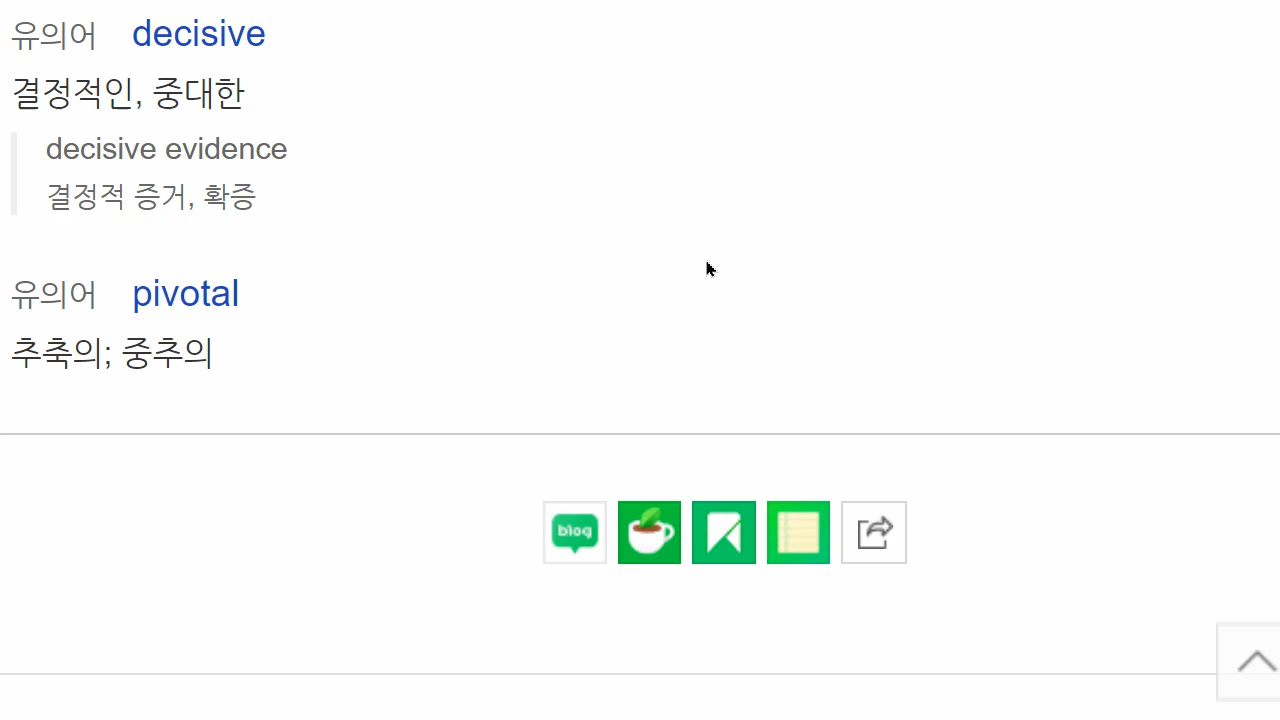 유의어 decisive
결정적인, 중대한
decisive evidence
결정적 증거, 확증
유의어 pivotal
추축의; 중추의
blog